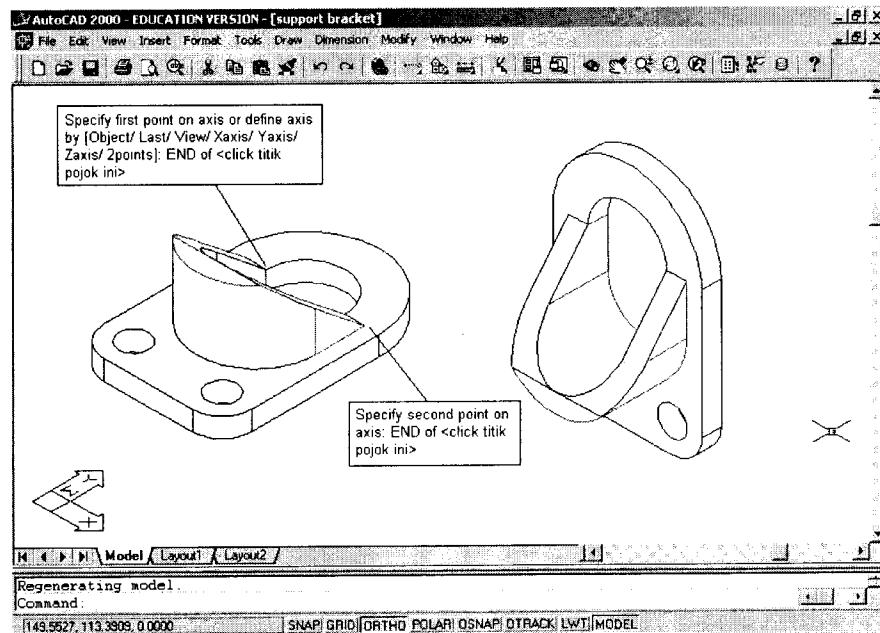 AutoCAD 2000 - EDUCATION VERSION - [support bracket]
File Edit View Insert Format Tools Draw Dimension Modify Window Help
Specify first point on axis or define axis
by [Object/ Last/ View/ Xaxis/ Yaxis/
Zaxis/ 2points]: END of <click titik
pojok ini>
Specify second point on
axis: END of <click titik
pojok ini>
Model Layout1 Layout2
Regenerating model.
Command:
149.5527, 113.3909, 0.0000 SNAP GRID ORTHO POLAR OSNAP OTRACK LWT MODEL